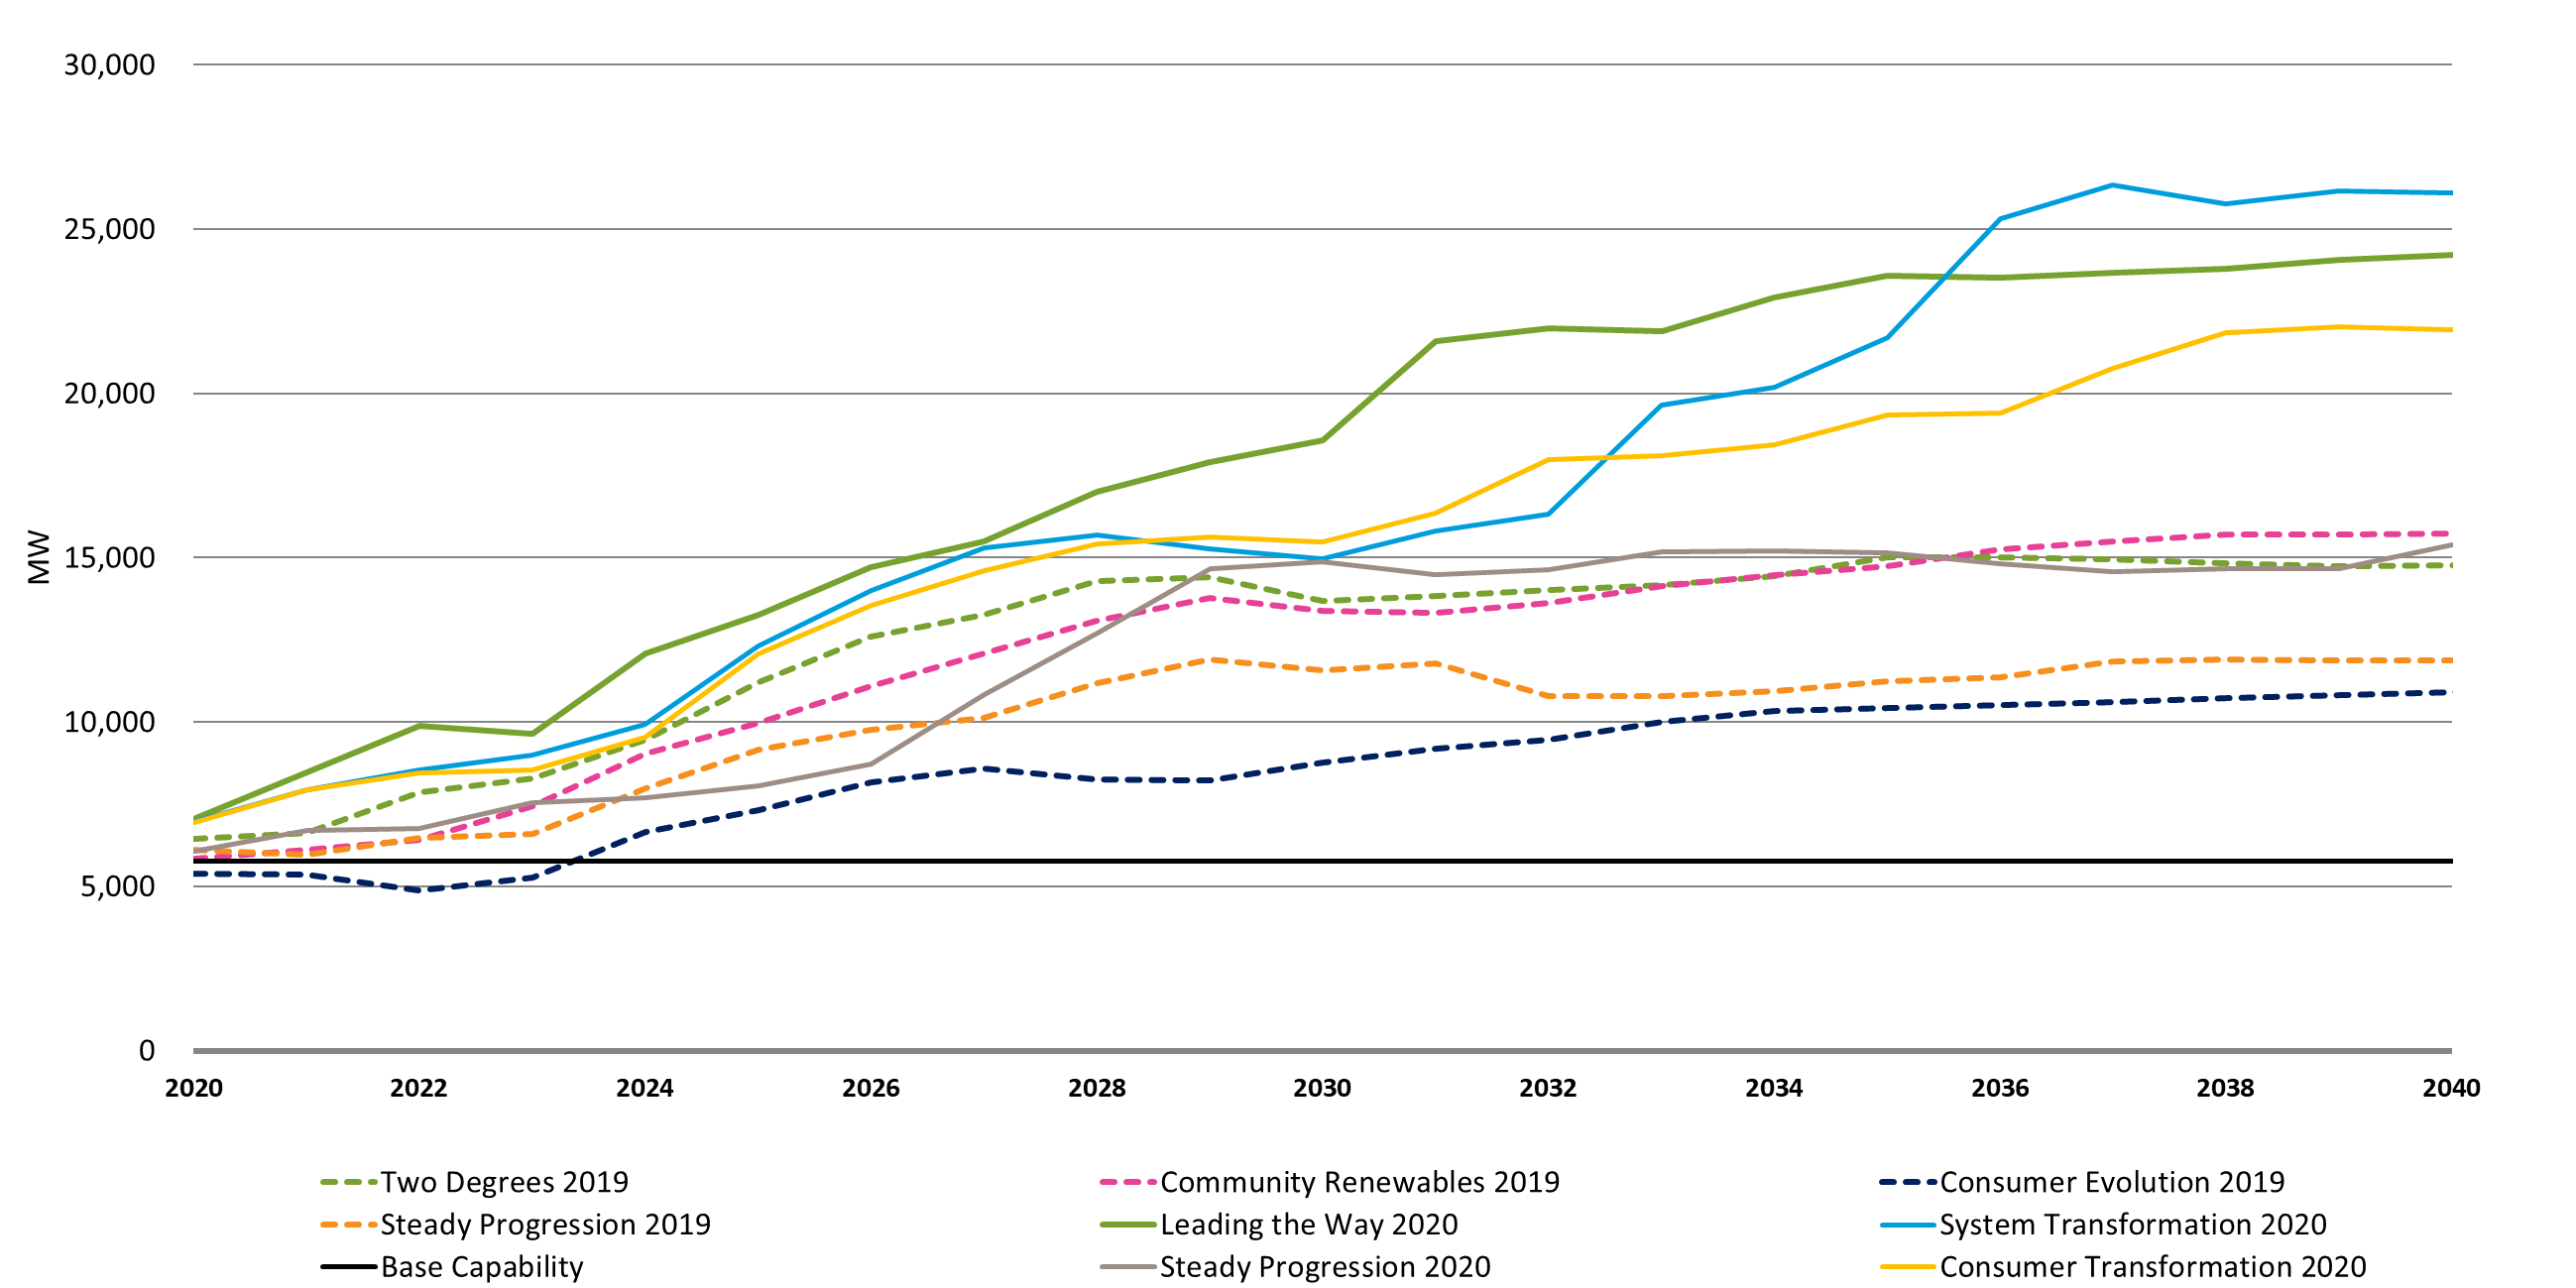 30,000
25,000
20,000
MW
15,000
10,000
5,000
0
2020 2022 2024 2026 2028 2030 2032 2034 2036 2038 2040
Two Degrees 2019 Community Renewables 2019 Consumer Evolution 2019
Steady Progression 2019 Leading the Way 2020 System Transformation 2020
Base Capability Steady Progression 2020 Consumer Transformation 2020